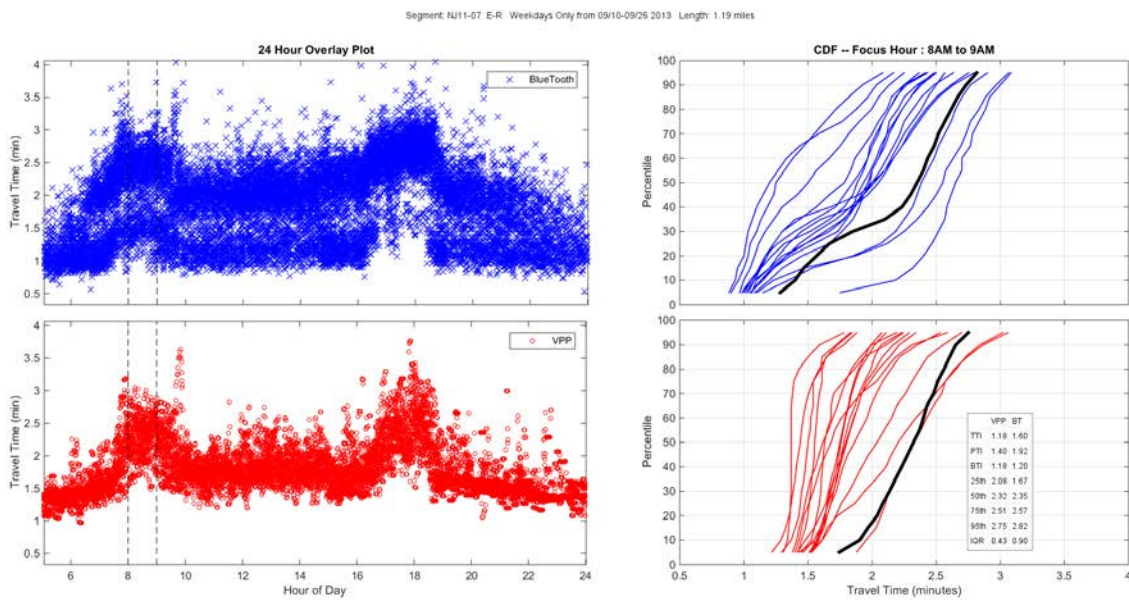 Segment: NJ11-07 E-R Weekdays Only from 09/10-09/26 2013 Length: 1.19 miles
24 Hour Overlay Plot
4
3.5
3
2.5
2
1.5
1
0.5
Travel Time (min)
BlueTooth
4
3.5
3
2.5
2
1.5
1
0.5
Travel Time (min)
VPP
6 8 10 12 14 16 18 20 22 24
Hour of Day
CDF -- Focus Hour : 8AM to 9AM
100
90
80
70
60
50
40
30
20
10
0
Percentile
100
90
80
70
60
50
40
30
20
10
0
Percentile
VPP BT
TTI 1.18 1.60
PTI 1.40 1.92
BTI 1.18 1.20
25th 2.08 1.67
50th 2.32 2.35
75th 2.51 2.57
95th 2.75 2.82
IQR 0.43 0.90
0.5 1 1.5 2 2.5 3 3.5 4
Travel Time (minutes)